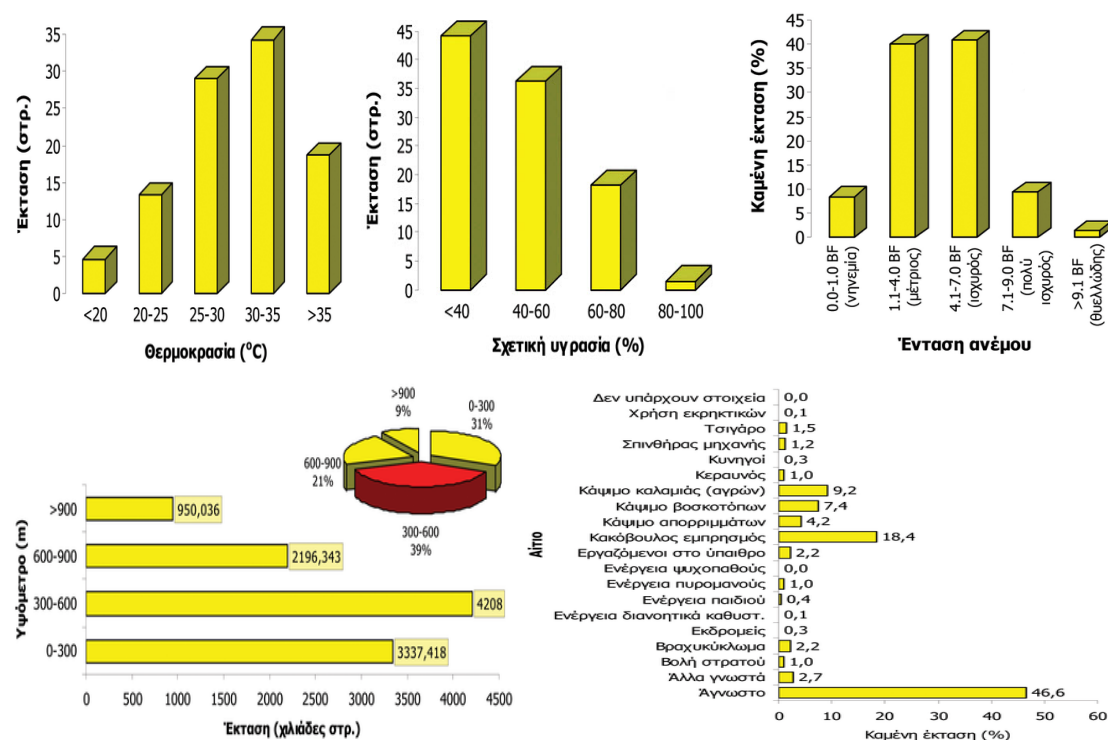 Έκταση (στρ.)
35
30
25
20
15
10
5
0
<20
20-25
25-30
30-35
>35
Θερμοκρασία (°C)
Έκταση (στρ.)
45
40
35
30
25
20
15
10
5
0
<40
40-60
60-80
80-100
Σχετική υγρασία (%)
Καμένη έκταση (%)
45
40
35
30
25
20
15
10
5
0
0.0-1.0 BF
(νηνεμία)
1.1-4.0 BF
(μέτριος)
4.1-7.0 BF
(ισχυρός)
7.1-9.0 BF
(πολύ
ισχυρός)
>9.1 BF
(θυελλώδης)
Ένταση ανέμου
>900
9%
0-300
31%
600-900
21%
300-600
39%
Υψόμετρο (m)
>900
950,036
600-900
2196,343
300-600
4208
0-300
3337,418
0
500
1000
1500
2000
2500
3000
3500
4000
4500
Έκταση (χιλιάδες στρ.)
Αίτιο
Δεν υπάρχουν στοιχεία 0,0
Χρήση εκρηκτικών 0,1
Τσιγάρο 1,5
Σπινθήρας μηχανής 1,2
Κυνηγοί 0,3
Κεραυνός 1,0
Κάψιμο καλαμιάς (αγρών) 9,2
Κάψιμο βοσκοτόπων 7,4
Κάψιμο απορριμμάτων 4,2
Κακόβουλος εμπρησμός 18,4
Εργαζόμενοι στο ύπαιθρο 2,2
Ενέργεια ψυχοπαθούς 0,0
Ενέργεια πυρομανούς 1,0
Ενέργεια παιδιού 0,4
Ενέργεια διανοητικά καθυστ. 0,1
Εκδρομείς 0,3
Βραχυκύκλωμα 2,2
Βολή στρατού 1,0
Άλλα γνωστά 2,7
Άγνωστο 46,6
0
10
20
30
40
50
60
Καμένη έκταση (%)